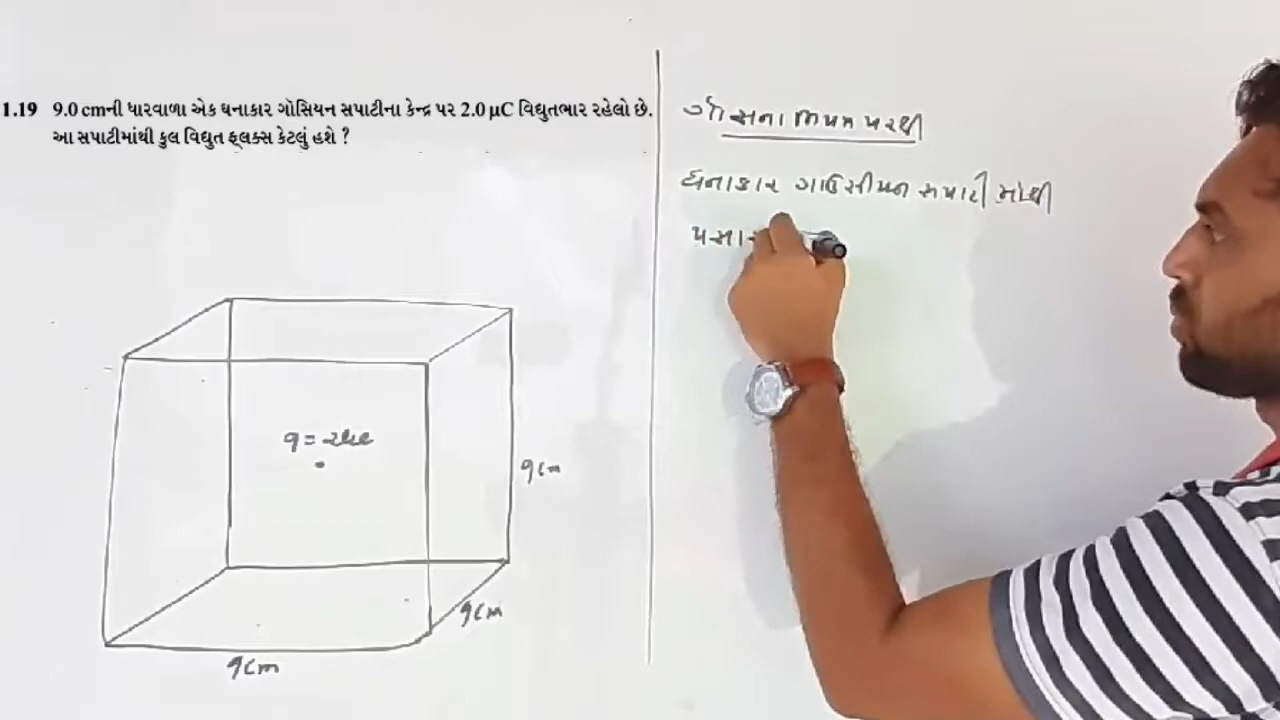 1.19 9.0 cmની ધારવાળા એક ઘનાકાર ગૉસિયન સપાટીના કેન્દ્ર પર 2.0 μC વિદ્યુતભાર રહેલો છે.
આ સપાટીમાંથી કુલ વિદ્યુત ફ્લક્સ કેટલું હશે ?
ગોસના નિયમ પરથી
ઘનાકાર ગાઉસીયન સપાટી માંથી
પસાર
q = 2μC
9cm
9cm
9cm